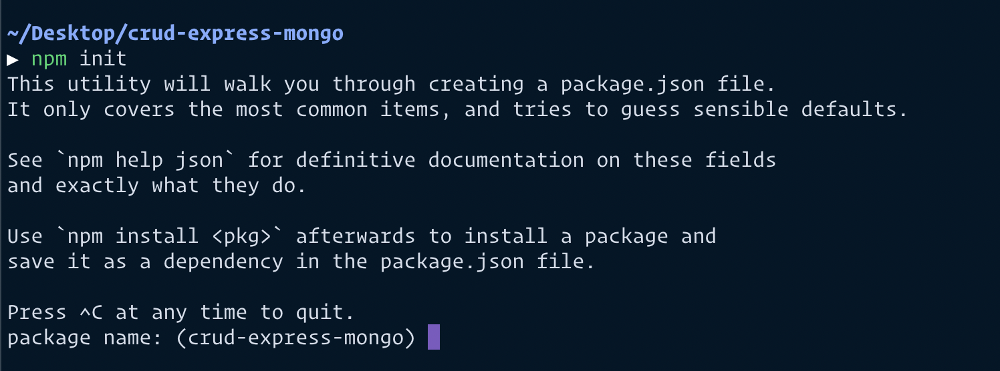 ~/Desktop/crud-express-mongo
▶ npm init
This utility will walk you through creating a package.json file.
It only covers the most common items, and tries to guess sensible defaults.
See `npm help json` for definitive documentation on these fields
and exactly what they do.
Use `npm install <pkg>` afterwards to install a package and
save it as a dependency in the package.json file.
Press ^C at any time to quit.
package name: (crud-express-mongo)